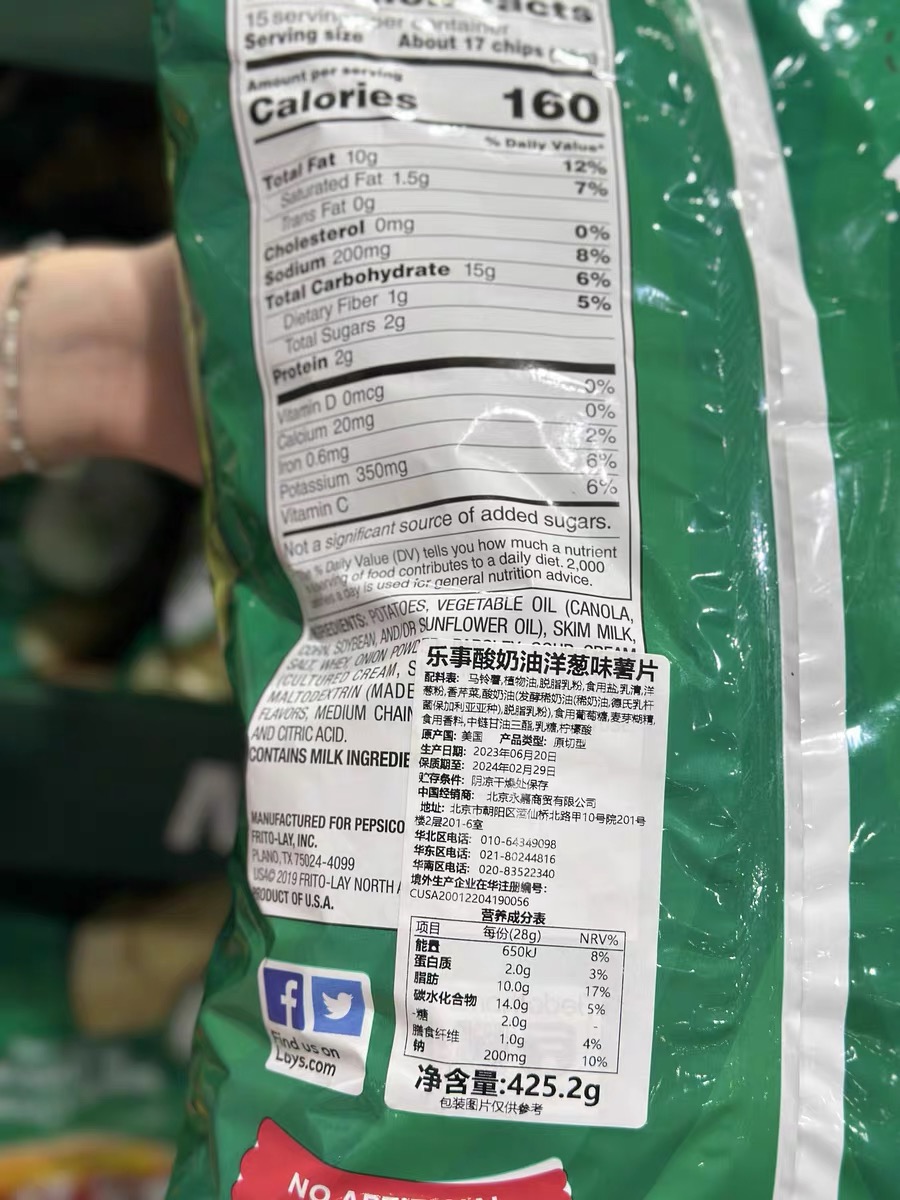 acts
15 servings per container
Serving size About 17 chips
Amount per serving
Calories 160
% Daily Value*
Total Fat 10g 12%
Saturated Fat 1.5g 7%
Trans Fat 0g
Cholesterol 0mg 0%
Sodium 200mg 8%
Total Carbohydrate 15g 6%
Dietary Fiber 1g 5%
Total Sugars 2g
Protein 2g
Vitamin D 0mcg 0%
Calcium 20mg 0%
Iron 0.6mg 2%
Potassium 350mg 6%
Vitamin C 6%
Not a significant source of added sugars.
% Daily Value (DV) tells you how much a nutrient
serving of food contributes to a daily diet. 2,000
a day is used for general nutrition advice.
INGREDIENTS: POTATOES, VEGETABLE OIL (CANOLA,
CORN, SOYBEAN, AND/OR SUNFLOWER OIL), SKIM MILK,
SALT, WHEY, ONION POWD PARSLEY, SOUR CREAM
(CULTURED CREAM, S
MALTODEXTRIN (MADE
FLAVORS, MEDIUM CHAIN
AND CITRIC ACID.
CONTAINS MILK INGREDIE
MANUFACTURED FOR PEPSICO
FRITO-LAY, INC.
PLANO, TX 75024-4099
USA© 2019 FRITO-LAY NORTH A
PRODUCT OF U.S.A.
乐事酸奶油洋葱味薯片
配料表: 马铃薯,植物油,脱脂乳粉,食用盐,乳清,洋
葱粉,香芹菜,酸奶油(发酵稀奶油(稀奶油,德氏乳杆
菌保加利亚亚种),脱脂乳粉),食用葡萄糖,麦芽糊精,
食用香料,中链甘油三酯,乳糖,柠檬酸
原产国: 美国 产品类型: 原切型
生产日期: 2023年06月20日
保质期至: 2024年02月29日
贮存条件: 阴凉干燥处保存
中国经销商: 北京永嘉商贸有限公司
地址: 北京市朝阳区酒仙桥北路甲10号院201号
楼2层201-6室
华北区电话: 010-64349098
华东区电话: 021-80244816
华南区电话: 020-83522340
境外生产企业在华注册编号:
CUSA20012204190056
营养成分表
项目 每份(28g) NRV%
能量 650kJ 8%
蛋白质 2.0g 3%
脂肪 10.0g 17%
碳水化合物 14.0g 5%
-糖 2.0g -
膳食纤维 1.0g 4%
钠 200mg 10%
净含量:425.2g
包装图片仅供参考
Find us on
Lays.com
NO